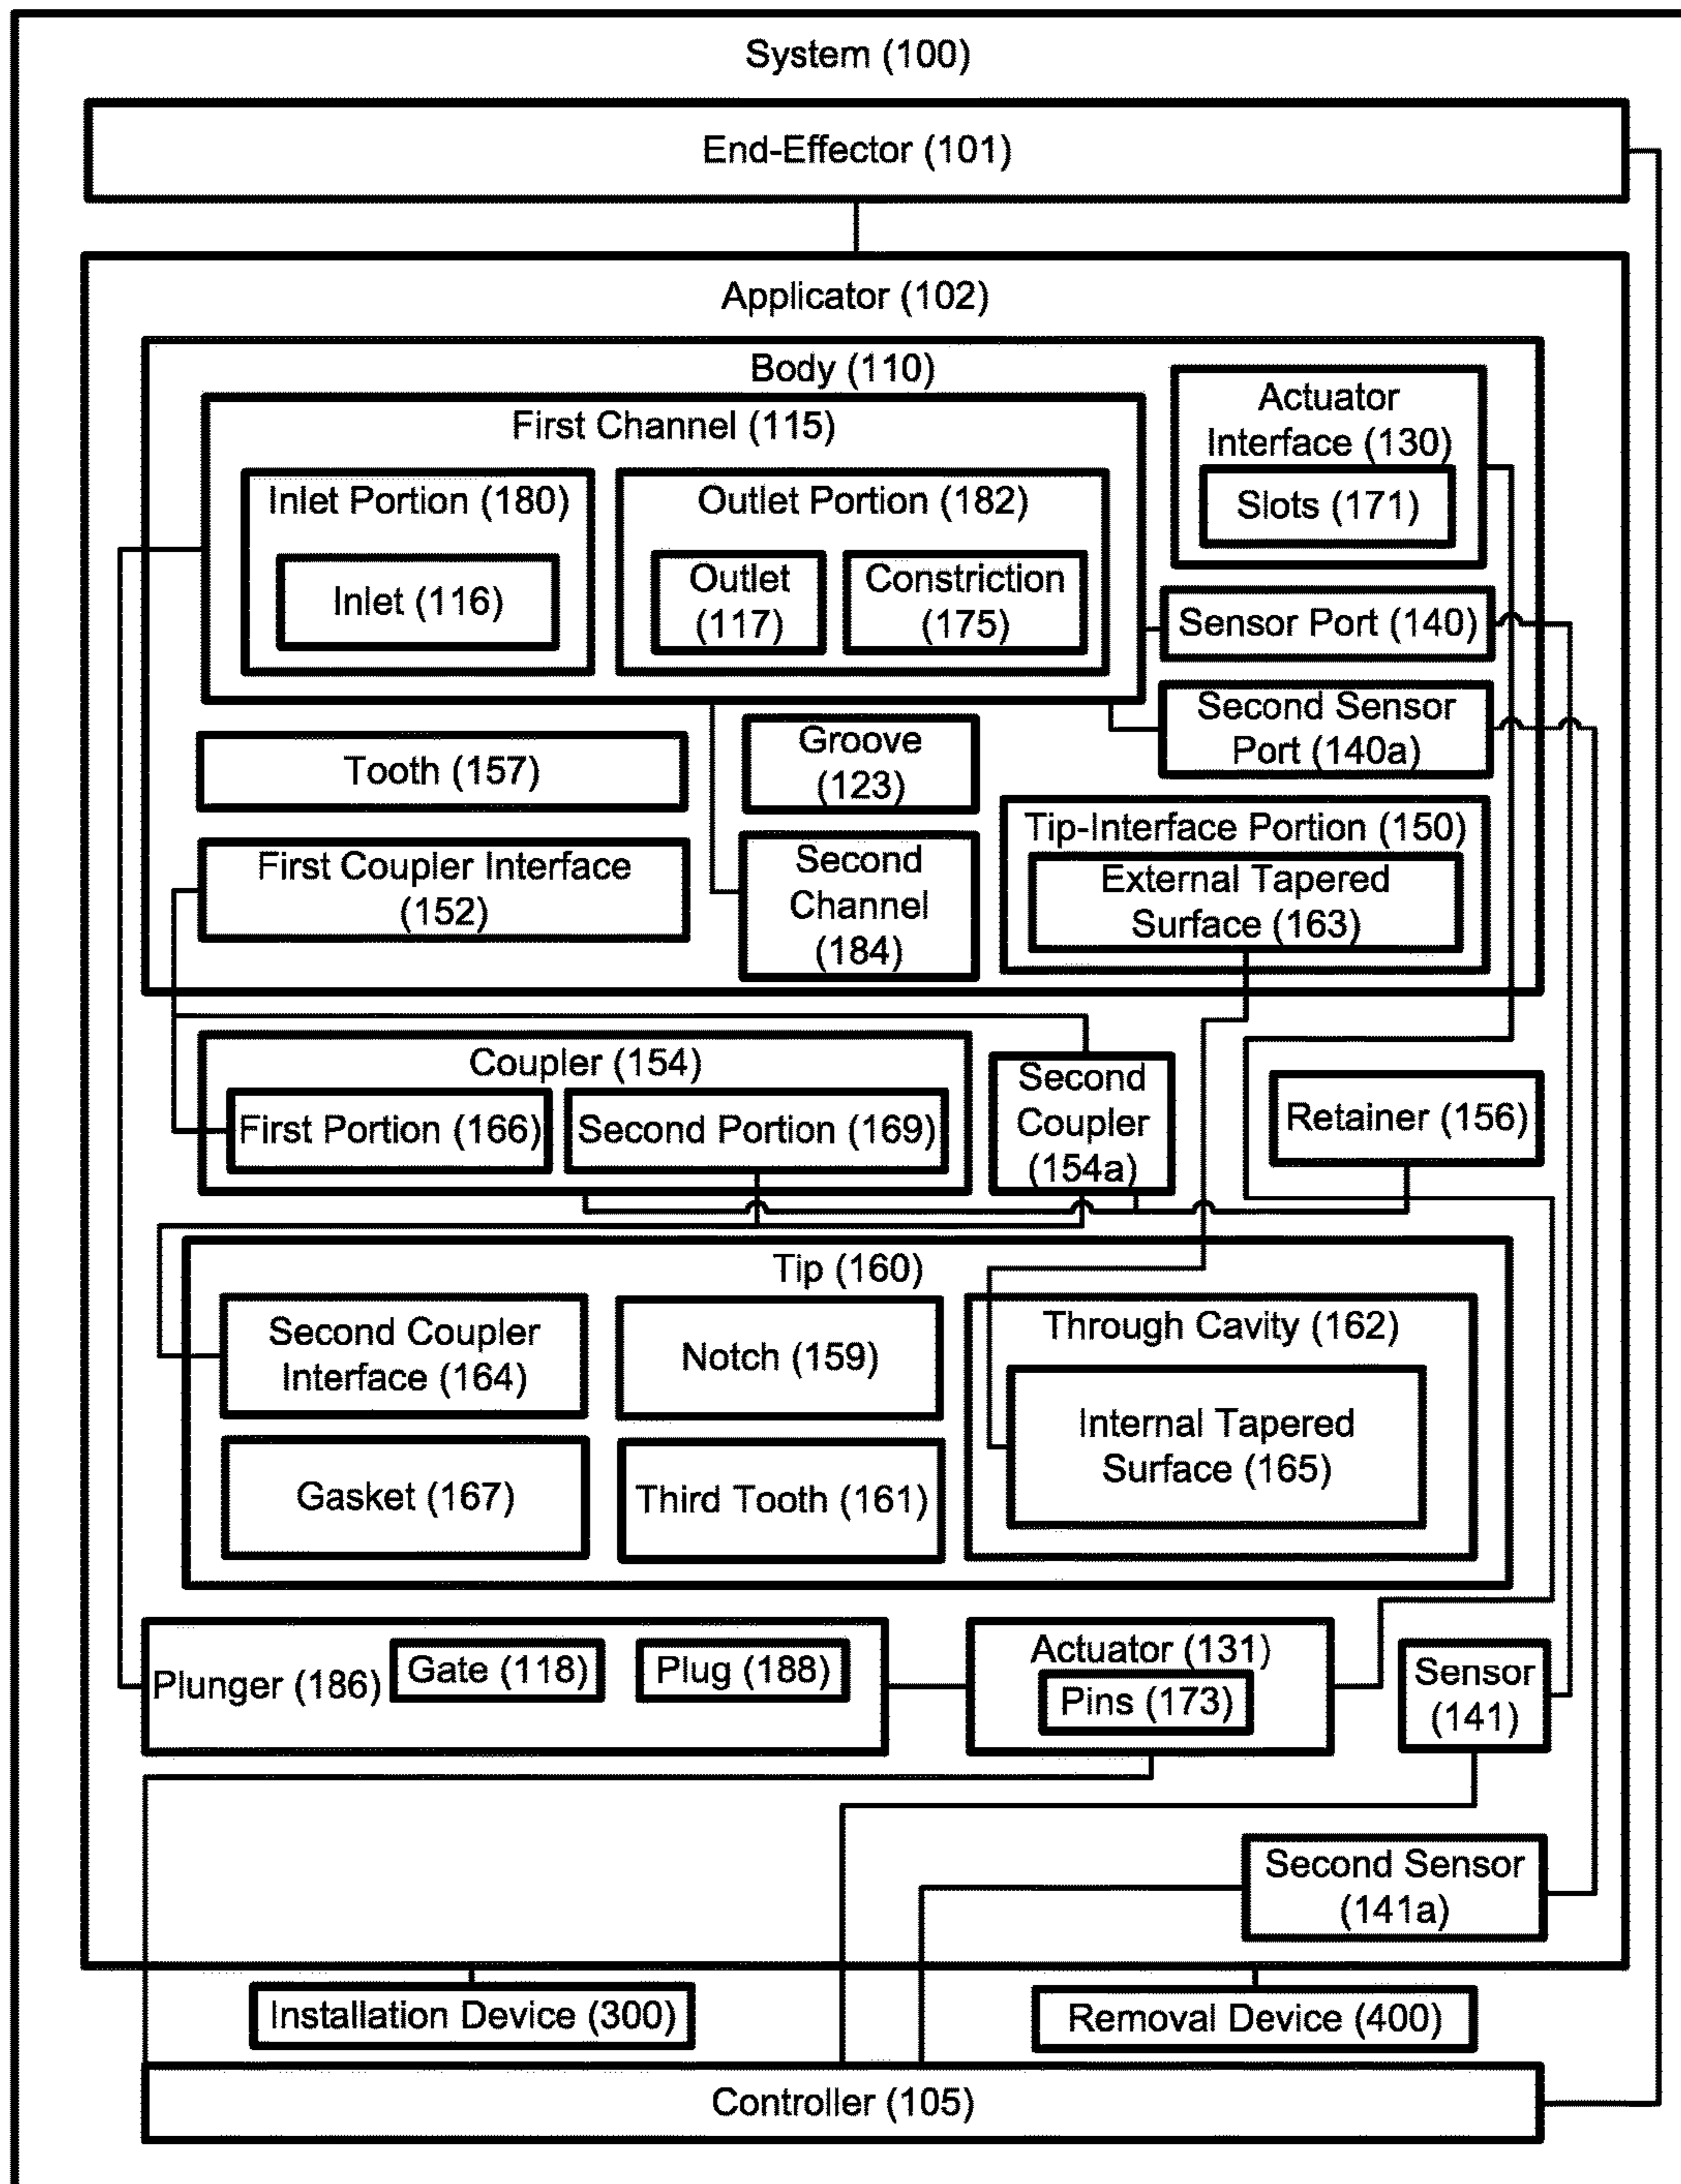 System (100)
End-Effector (101)
Applicator (102)
Body (110)
First Channel (115)
Inlet Portion (180)
Inlet (116)
Outlet Portion (182)
Outlet
(117)
Constriction
(175)
Actuator
Interface (130)
Slots (171)
Sensor Port (140)
Second Sensor
Port (140a)
Tooth (157)
Groove
(123)
First Coupler Interface
(152)
Second
Channel
(184)
Tip-Interface Portion (150)
External Tapered
Surface (163)
Coupler (154)
First Portion (166)
Second Portion (169)
Second
Coupler
(154a)
Retainer (156)
Tip (160)
Second Coupler
Interface (164)
Notch (159)
Through Cavity (162)
Internal Tapered
Surface (165)
Gasket (167)
Third Tooth (161)
Plunger (186)
Gate (118)
Plug (188)
Actuator (131)
Pins (173)
Sensor
(141)
Second Sensor
(141a)
Installation Device (300)
Removal Device (400)
Controller (105)